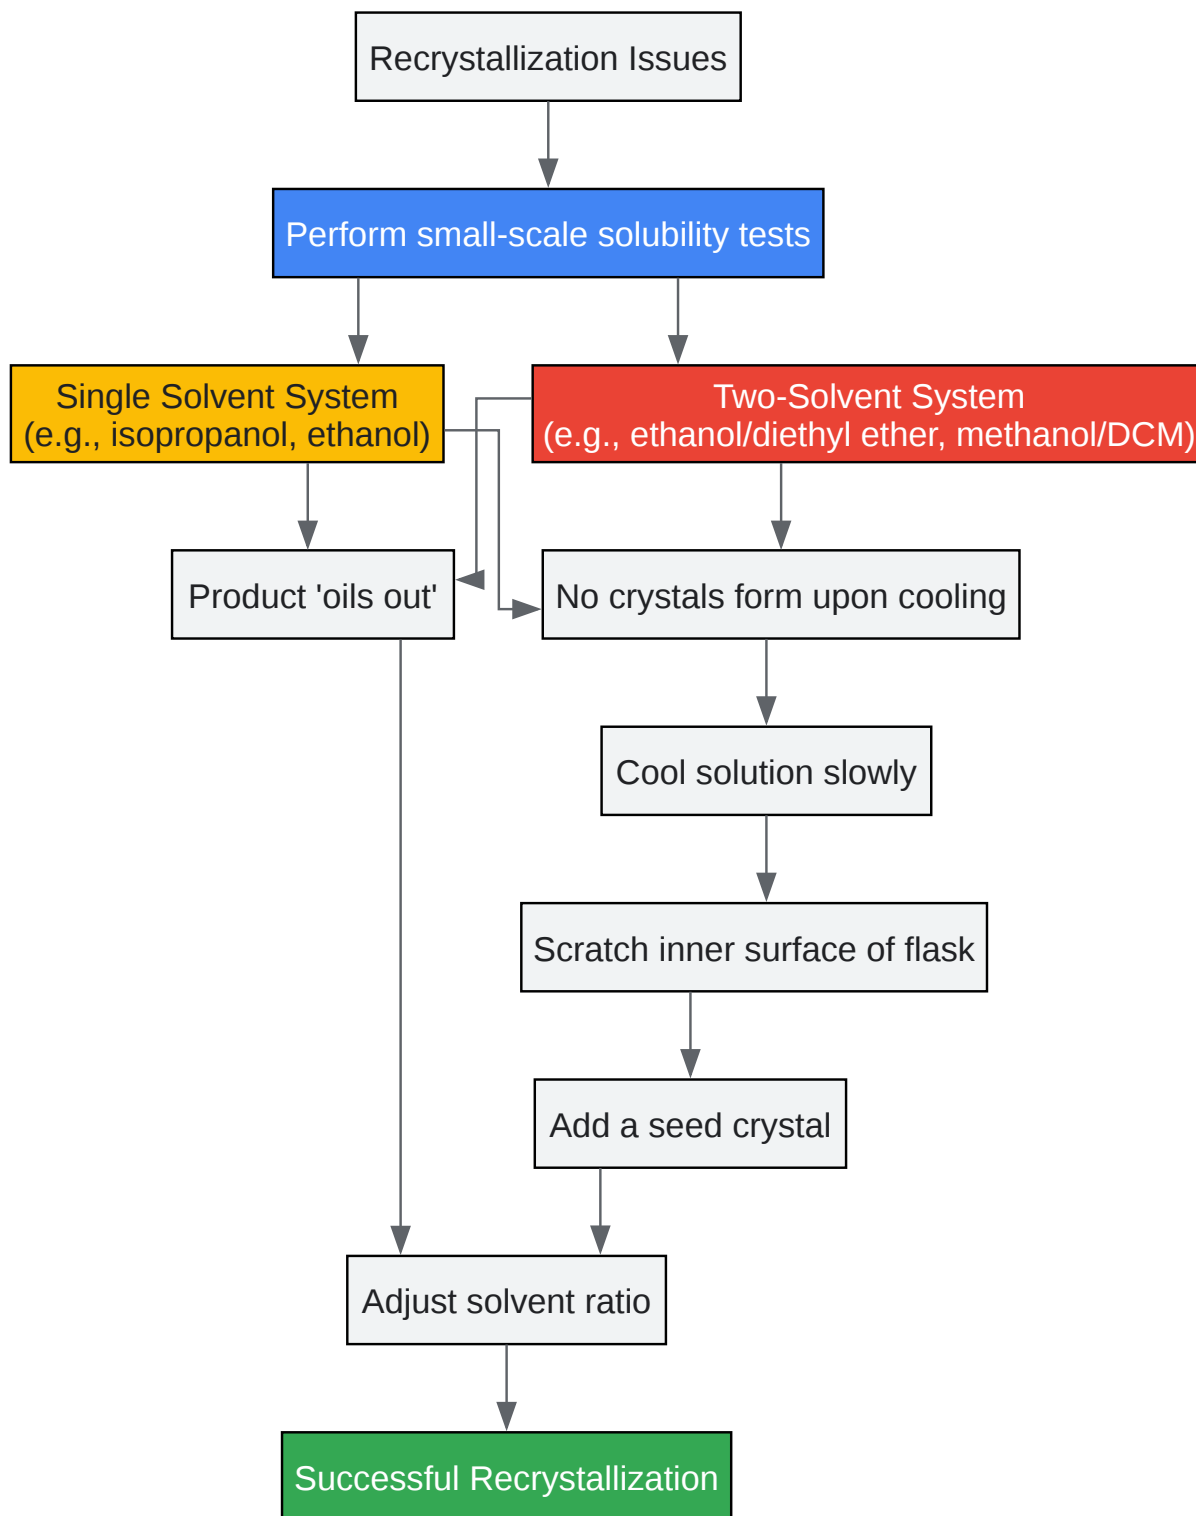 Recrystallization Issues
Perform small-scale solubility tests
Single Solvent System
(e.g., isopropanol, ethanol)
Two-Solvent System
(e.g., ethanol/diethyl ether, methanol/DCM)
Product 'oils out'
No crystals form upon cooling
Cool solution slowly
Scratch inner surface of flask
Add a seed crystal
Adjust solvent ratio
Successful Recrystallization